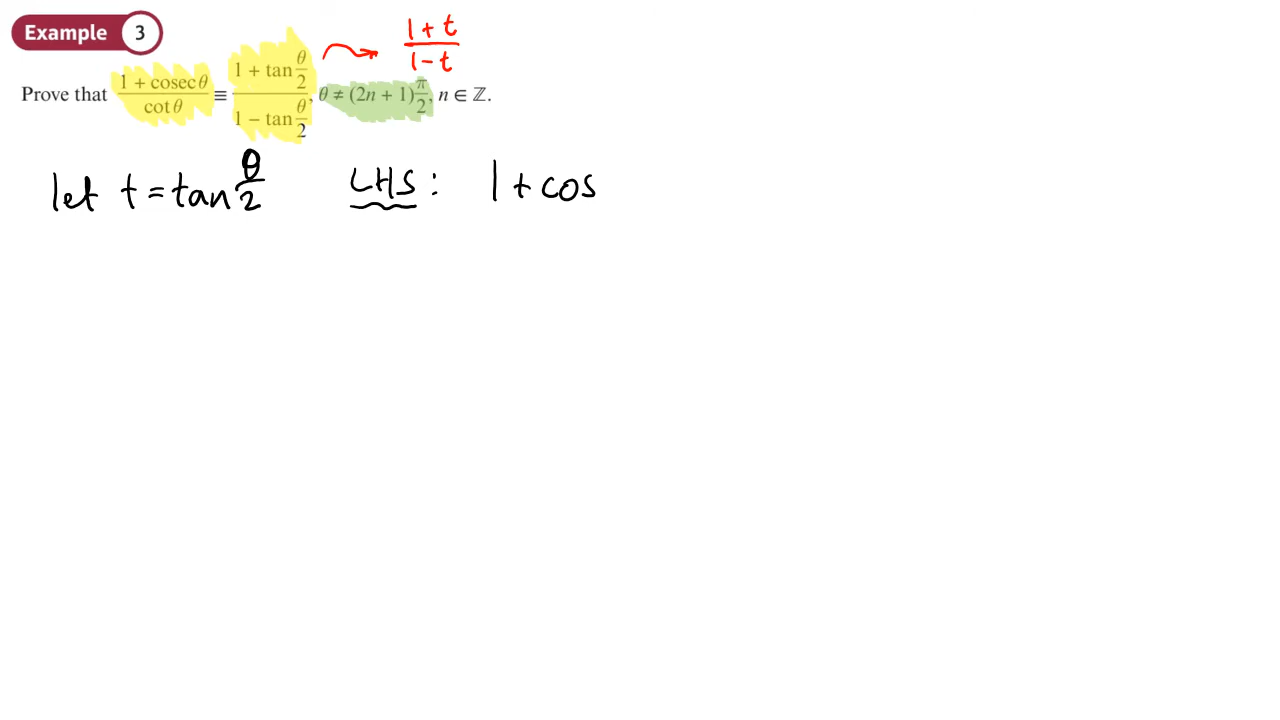 Example 3
1 + t / 1 - t
Prove that (1 + cosec θ)/(cot θ) ≡ (1 + tan θ/2)/(1 − tan θ/2), θ ≠ (2n + 1)π/2, n ∈ ℤ.
let t = tan θ/2 LHS : 1 + cos